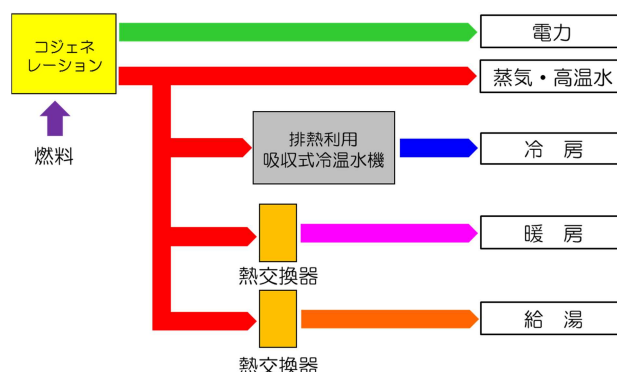 コジェネ
レーション
電力
蒸気・高温水
燃料
排熱利用
吸収式冷温水機
冷　房
熱交換器
暖　房
熱交換器
給　湯